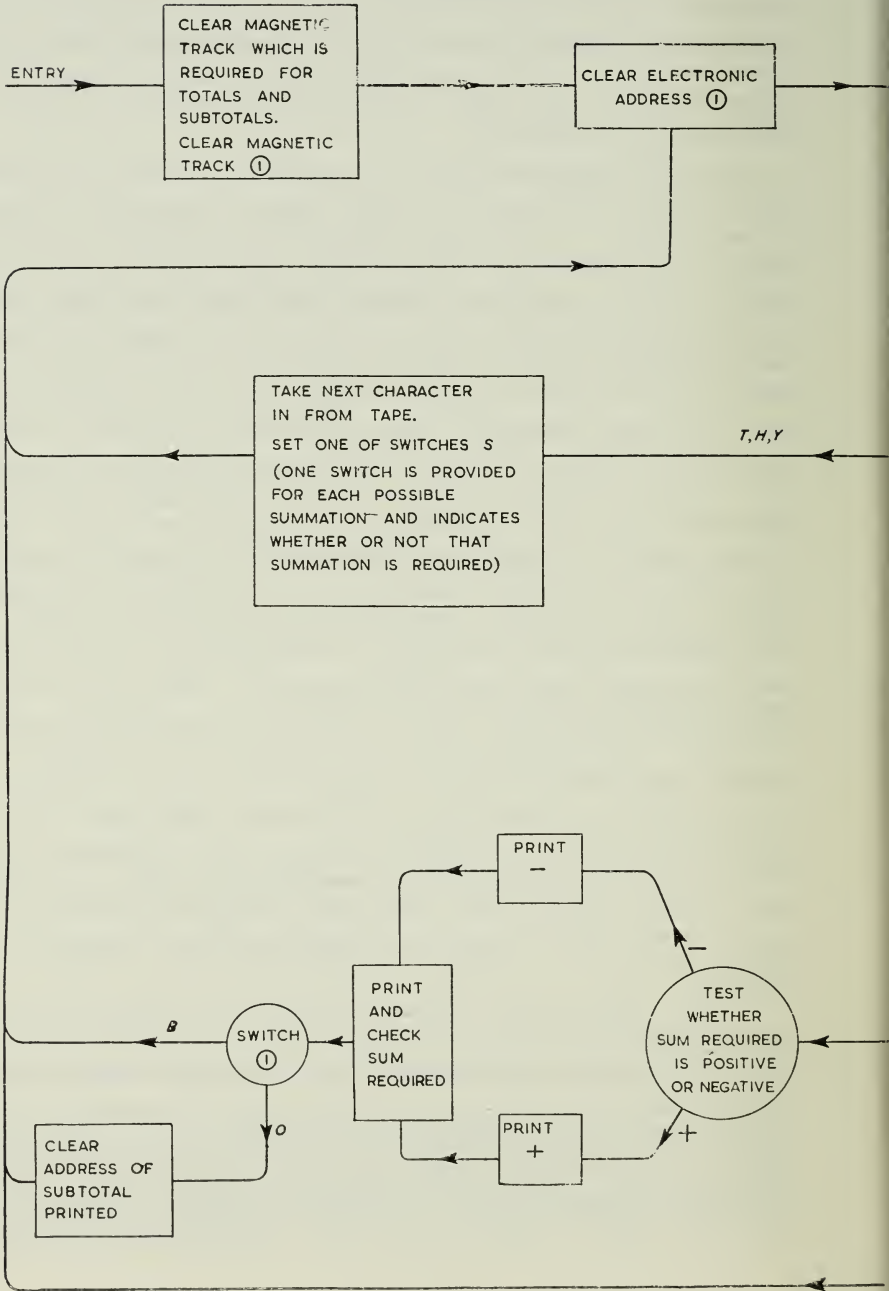 ENTRY
CLEAR MAGNETIC
TRACK WHICH IS
REQUIRED FOR
TOTALS AND
SUBTOTALS.
CLEAR MAGNETIC
TRACK ①
CLEAR ELECTRONIC
ADDRESS ①
TAKE NEXT CHARACTER
IN FROM TAPE.
SET ONE OF SWITCHES S
(ONE SWITCH IS PROVIDED
FOR EACH POSSIBLE
SUMMATION AND INDICATES
WHETHER OR NOT THAT
SUMMATION IS REQUIRED)
T, H, Y
PRINT
−
−
TEST
WHETHER
SUM REQUIRED
IS POSITIVE
OR NEGATIVE
PRINT
AND
CHECK
SUM
REQUIRED
SWITCH
①
B
O
PRINT
+
+
CLEAR
ADDRESS OF
SUBTOTAL
PRINTED